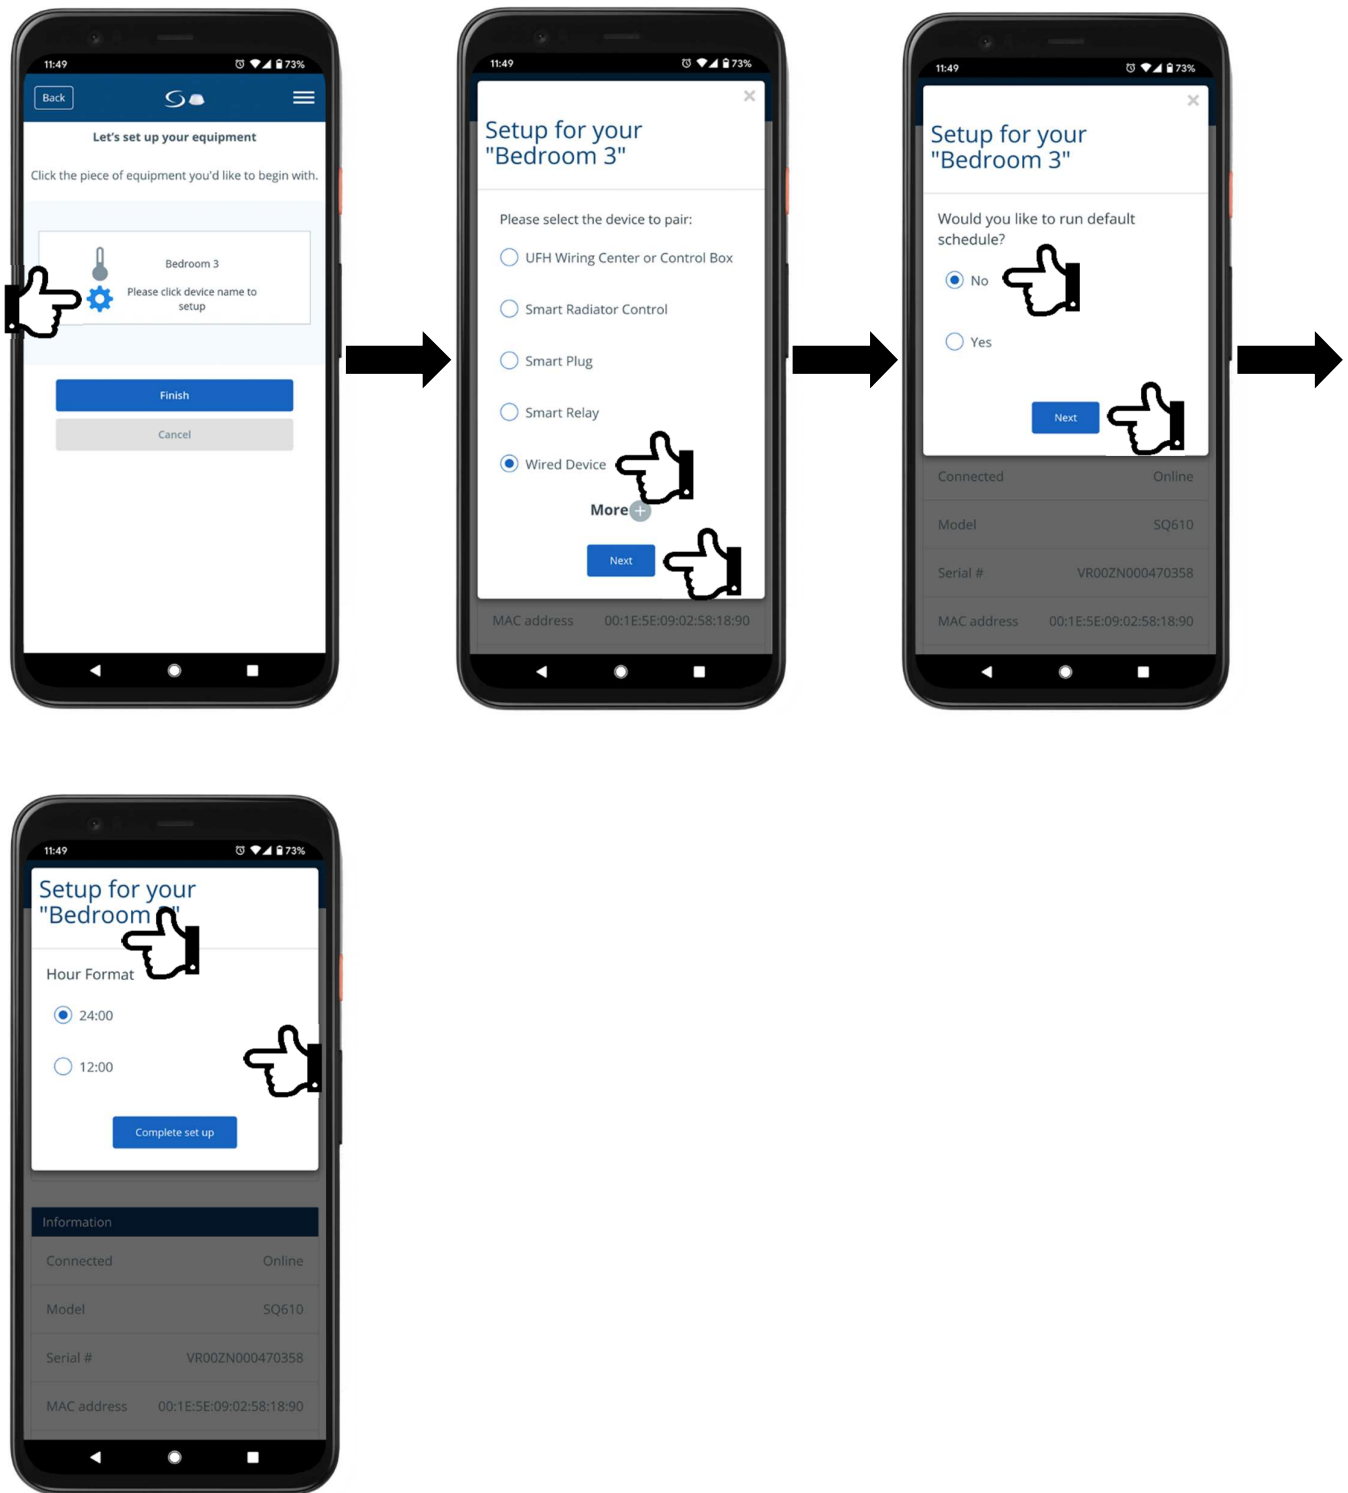 11:49
73%
Back
Let's set up your equipment
Click the piece of equipment you'd like to begin with.
Bedroom 3
Please click device name to
setup
Finish
Cancel
11:49
73%
Setup for your
"Bedroom 3"
Please select the device to pair:
UFH Wiring Center or Control Box
Smart Radiator Control
Smart Plug
Smart Relay
Wired Device
More
Next
MAC address 00:1E:5E:09:02:58:18:90
11:49
73%
Setup for your
"Bedroom 3"
Would you like to run default
schedule?
No
Yes
Next
Connected Online
Model SQ610
Serial # VR00ZN000470358
MAC address 00:1E:5E:09:02:58:18:90
11:49
73%
Setup for your
"Bedroom
Hour Format
24:00
12:00
Complete set up
Information
Connected Online
Model SQ610
Serial # VR00ZN000470358
MAC address 00:1E:5E:09:02:58:18:90